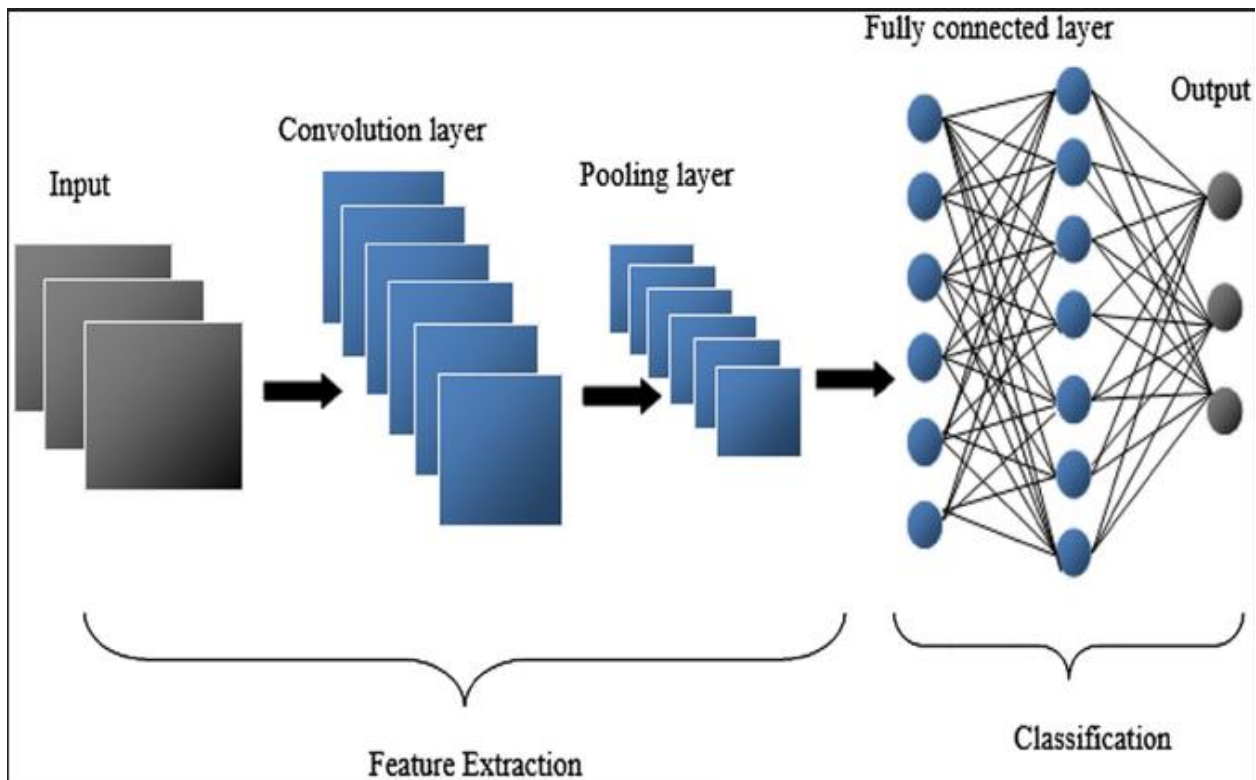 Fully connected layer
Output
Convolution layer
Pooling layer
Input
Classification
Feature Extraction